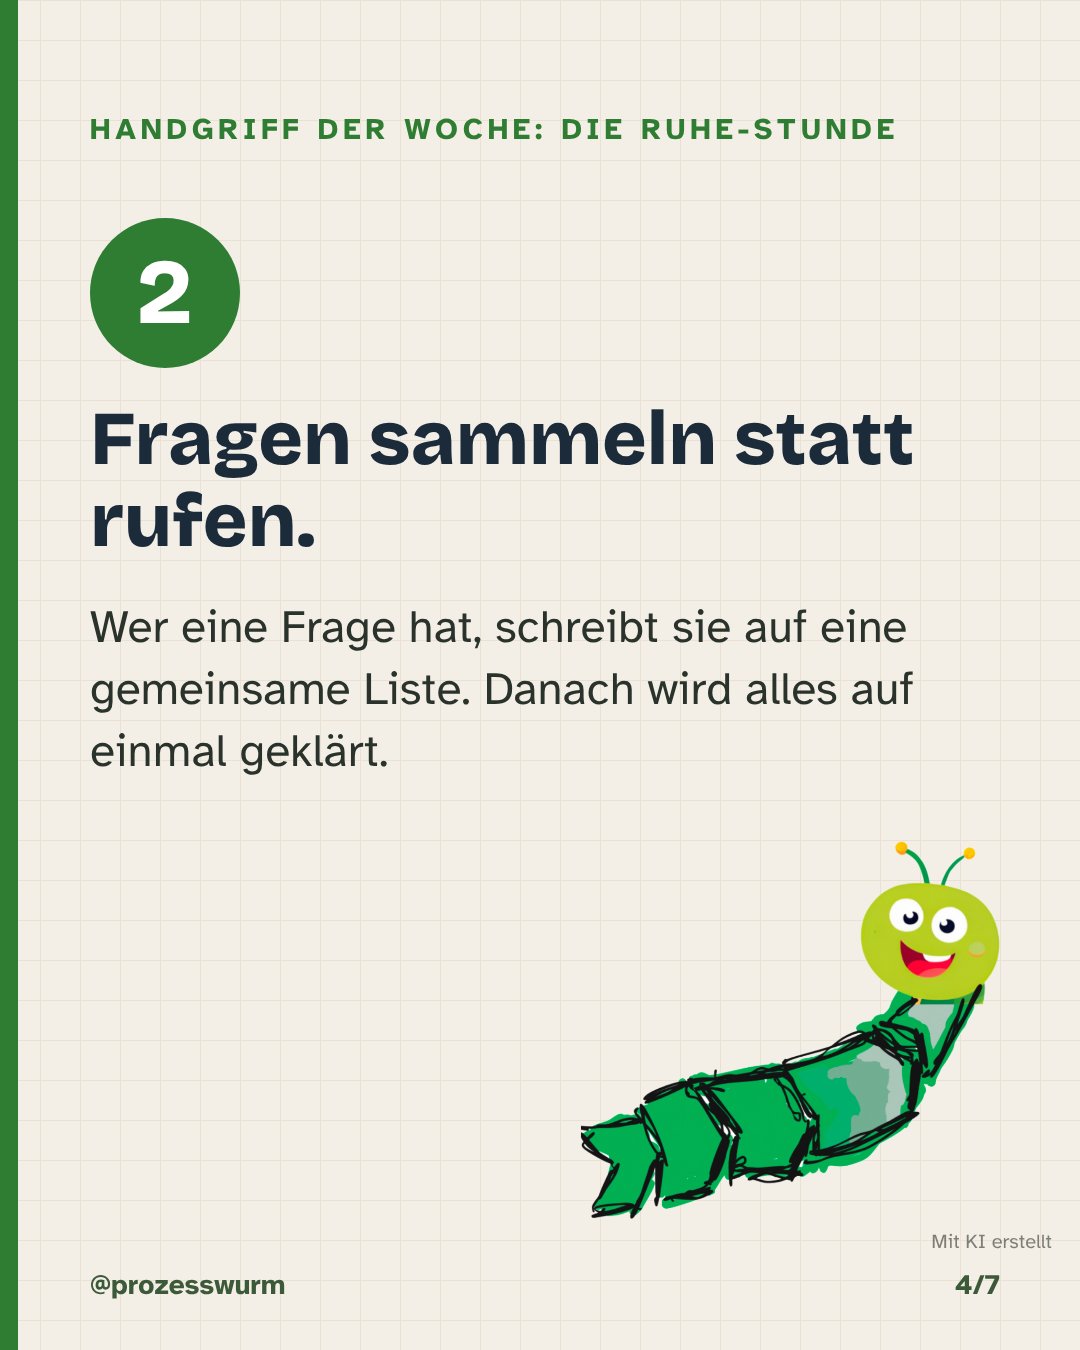 HANDGRIFF DER WOCHE: DIE RUHE-STUNDE
2
Fragen sammeln statt
rufen.
Wer eine Frage hat, schreibt sie auf eine
gemeinsame Liste. Danach wird alles auf
einmal geklärt.
Mit KI erstellt
@prozesswurm
4/7